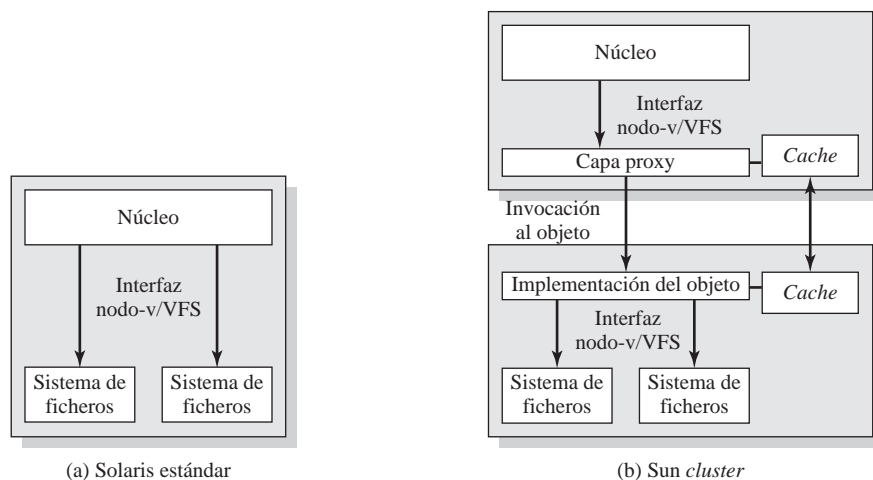 Núcleo
Interfaz
nodo-v/VFS
Sistema de
ficheros
Sistema de
ficheros
(a) Solaris estándar
Núcleo
Interfaz
nodo-v/VFS
Capa proxy
Cache
Invocación
al objeto
Implementación del objeto
Cache
Interfaz
nodo-v/VFS
Sistema de
ficheros
Sistema de
ficheros
(b) Sun cluster